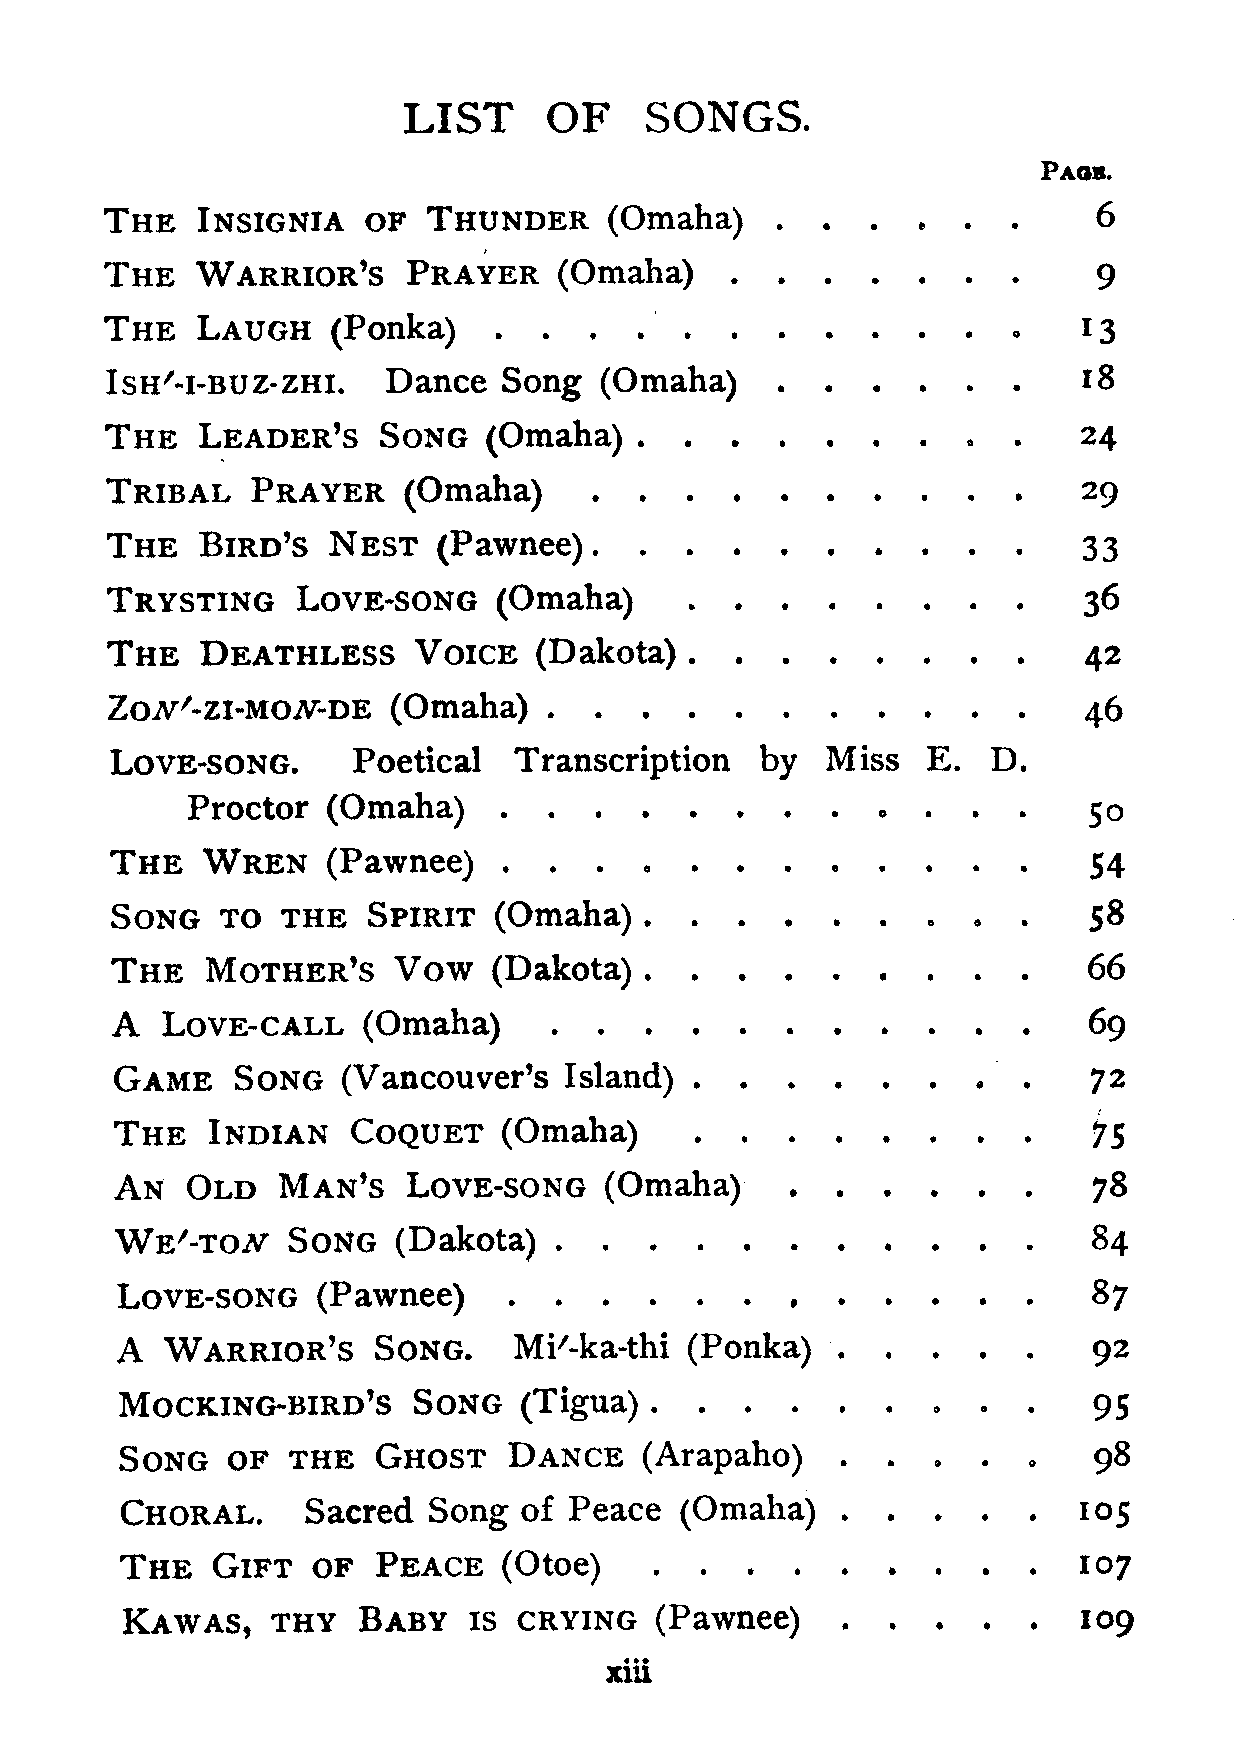 LIST OF SONGS.
PAGE.
THE INSIGNIA OF THUNDER (Omaha) . . . . . . 6
THE WARRIOR'S PRAYER (Omaha) . . . . . . . 9
THE LAUGH (Ponka) . . . . . . . . . . . . 13
ISH′-I-BUZ-ZHI. Dance Song (Omaha) . . . . . . 18
THE LEADER'S SONG (Omaha) . . . . . . . . . 24
TRIBAL PRAYER (Omaha) . . . . . . . . . . 29
THE BIRD'S NEST (Pawnee) . . . . . . . . . . 33
TRYSTING LOVE-SONG (Omaha) . . . . . . . . 36
THE DEATHLESS VOICE (Dakota) . . . . . . . . 42
ZON′-ZI-MON-DE (Omaha) . . . . . . . . . . . 46
LOVE-SONG. Poetical Transcription by Miss E. D.
Proctor (Omaha) . . . . . . . . . . . . 50
THE WREN (Pawnee) . . . . . . . . . . . . 54
SONG TO THE SPIRIT (Omaha) . . . . . . . . . 58
THE MOTHER'S VOW (Dakota) . . . . . . . . . 66
A LOVE-CALL (Omaha) . . . . . . . . . . . 69
GAME SONG (Vancouver's Island) . . . . . . . . 72
THE INDIAN COQUET (Omaha) . . . . . . . . 75
AN OLD MAN'S LOVE-SONG (Omaha) . . . . . . 78
WE′-TON SONG (Dakota) . . . . . . . . . . . 84
LOVE-SONG (Pawnee) . . . . . . . . . . . . 87
A WARRIOR'S SONG. Mi′-ka-thi (Ponka) . . . . . 92
MOCKING-BIRD'S SONG (Tigua) . . . . . . . . . 95
SONG OF THE GHOST DANCE (Arapaho) . . . . . 98
CHORAL. Sacred Song of Peace (Omaha) . . . . . 105
THE GIFT OF PEACE (Otoe) . . . . . . . . . 107
KAWAS, THY BABY IS CRYING (Pawnee) . . . . . 109
xiii